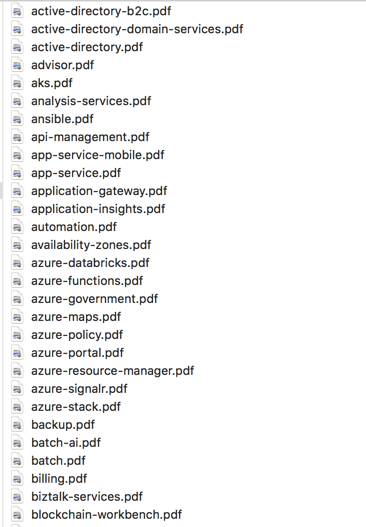 active-directory-b2c.pdf
active-directory-domain-services.pdf
active-directory.pdf
advisor.pdf
aks.pdf
analysis-services.pdf
ansible.pdf
api-management.pdf
app-service-mobile.pdf
app-service.pdf
application-gateway.pdf
application-insights.pdf
automation.pdf
availability-zones.pdf
azure-databricks.pdf
azure-functions.pdf
azure-government.pdf
azure-maps.pdf
azure-policy.pdf
azure-portal.pdf
azure-resource-manager.pdf
azure-signalr.pdf
azure-stack.pdf
backup.pdf
batch-ai.pdf
batch.pdf
billing.pdf
biztalk-services.pdf
blockchain-workbench.pdf